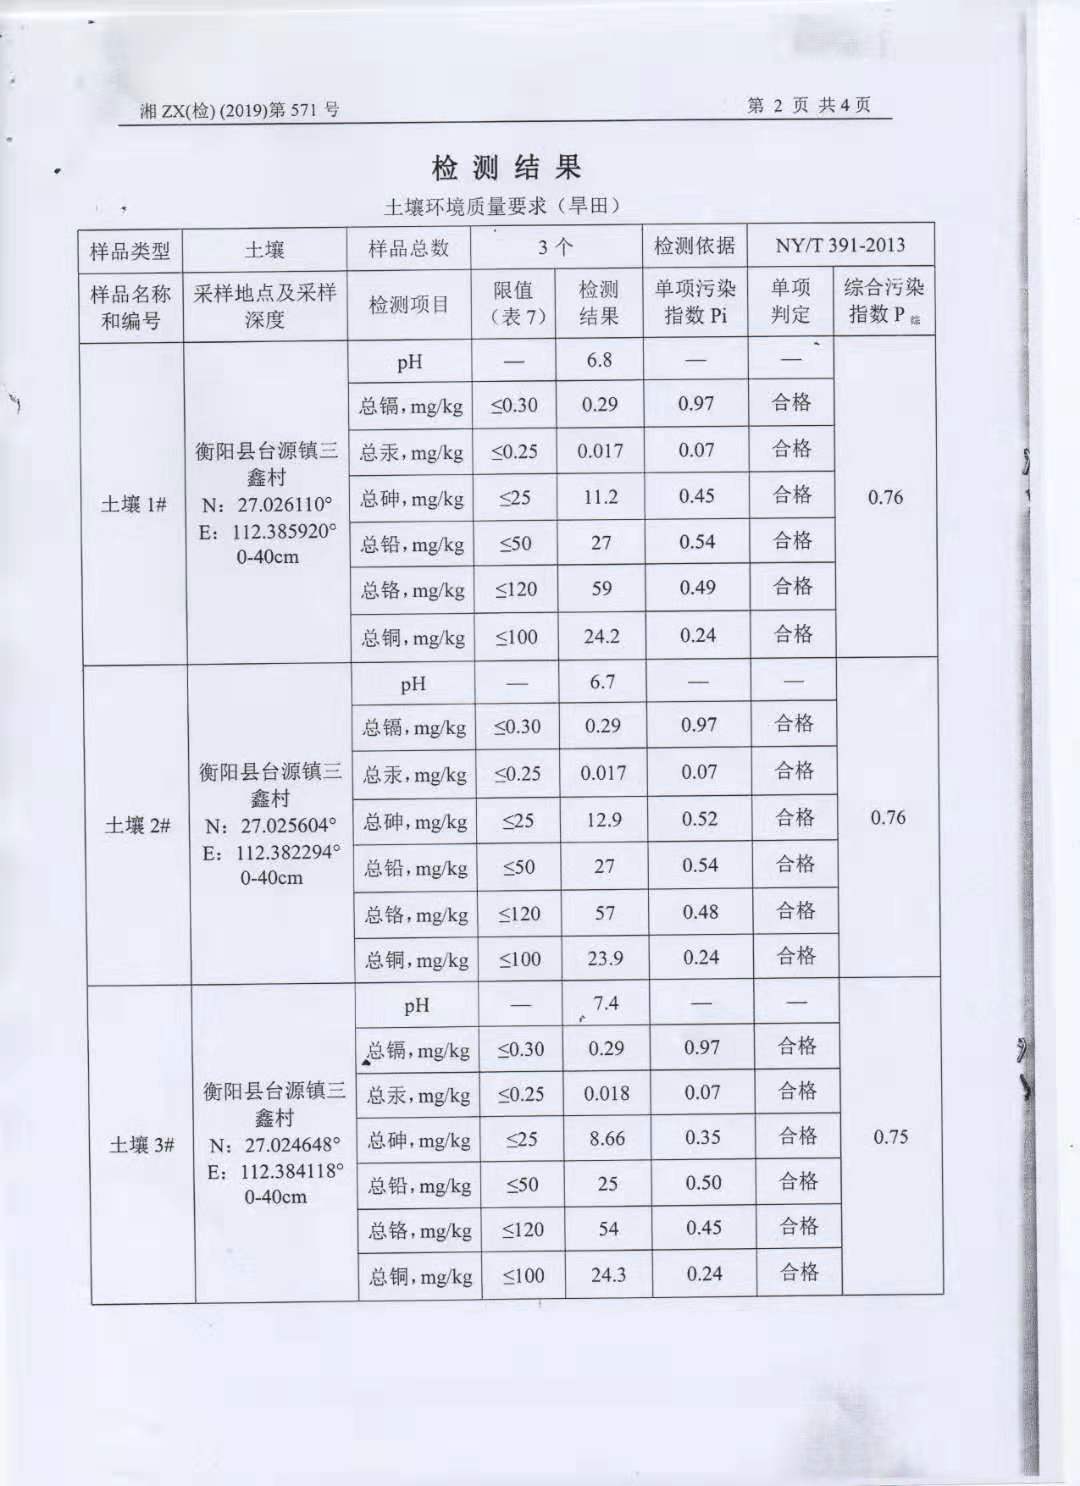 湘 ZX(检) (2019)第 571 号
第 2 页 共 4 页
检 测 结 果
土壤环境质量要求（旱田）
样品类型 土壤 样品总数 3 个 检测依据 NY/T 391-2013
样品名称和编号 采样地点及采样深度 检测项目 限值（表 7） 检测结果 单项污染指数 Pi 单项判定 综合污染指数 P 综
土壤 1#
衡阳县台源镇三
鑫村
N：27.026110°
E：112.385920°
0-40cm
pH — 6.8 — —
总镉，mg/kg ≤0.30 0.29 0.97 合格
总汞，mg/kg ≤0.25 0.017 0.07 合格
总砷，mg/kg ≤25 11.2 0.45 合格
总铅，mg/kg ≤50 27 0.54 合格
总铬，mg/kg ≤120 59 0.49 合格
总铜，mg/kg ≤100 24.2 0.24 合格
0.76
土壤 2#
衡阳县台源镇三
鑫村
N：27.025604°
E：112.382294°
0-40cm
pH — 6.7 — —
总镉，mg/kg ≤0.30 0.29 0.97 合格
总汞，mg/kg ≤0.25 0.017 0.07 合格
总砷，mg/kg ≤25 12.9 0.52 合格
总铅，mg/kg ≤50 27 0.54 合格
总铬，mg/kg ≤120 57 0.48 合格
总铜，mg/kg ≤100 23.9 0.24 合格
0.76
土壤 3#
衡阳县台源镇三
鑫村
N：27.024648°
E：112.384118°
0-40cm
pH — 7.4 — —
总镉，mg/kg ≤0.30 0.29 0.97 合格
总汞，mg/kg ≤0.25 0.018 0.07 合格
总砷，mg/kg ≤25 8.66 0.35 合格
总铅，mg/kg ≤50 25 0.50 合格
总铬，mg/kg ≤120 54 0.45 合格
总铜，mg/kg ≤100 24.3 0.24 合格
0.75